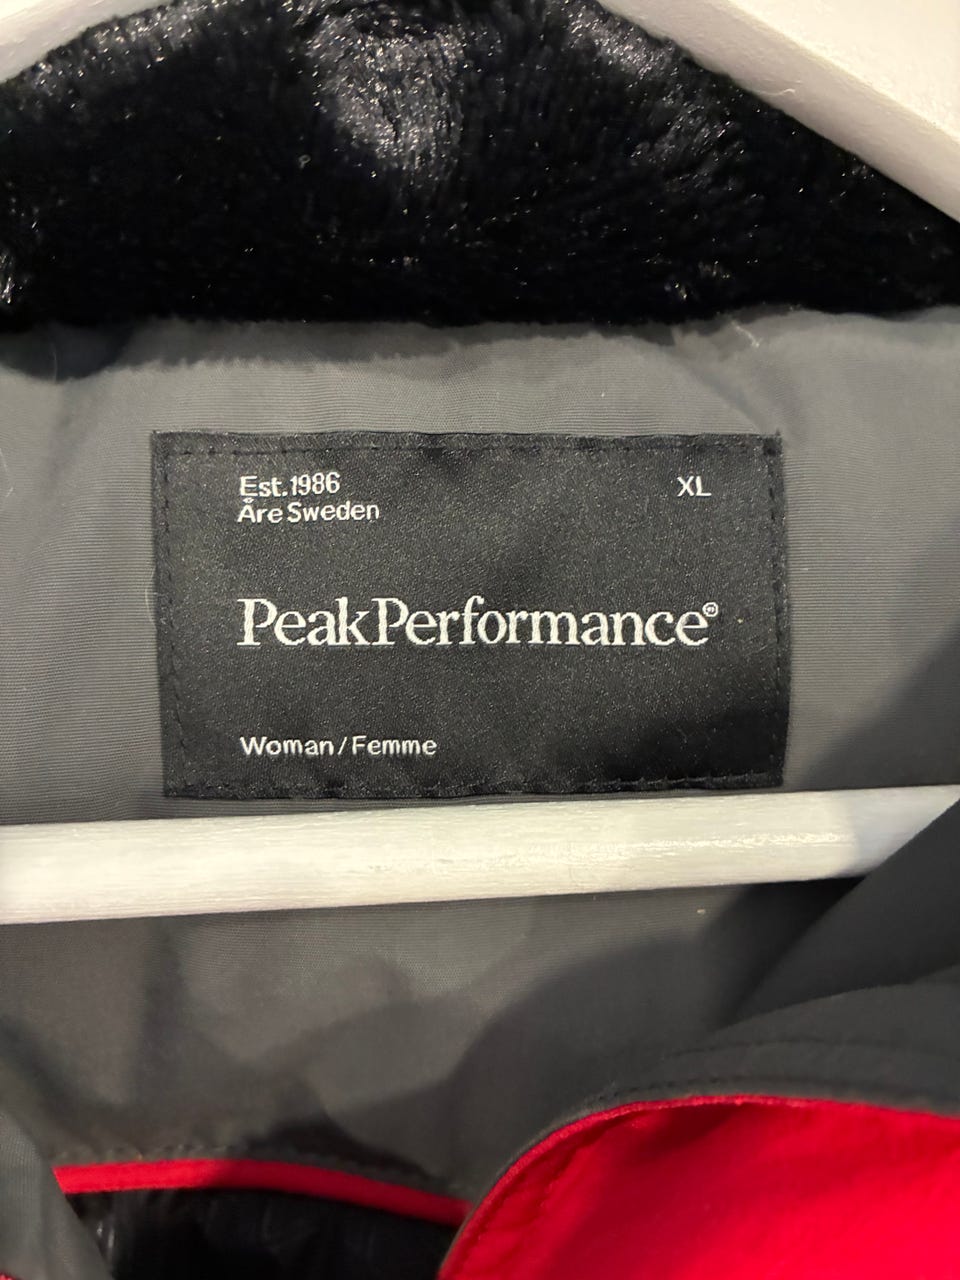 Est.1986
XL
Åre Sweden
PeakPerformance®
Woman/Femme